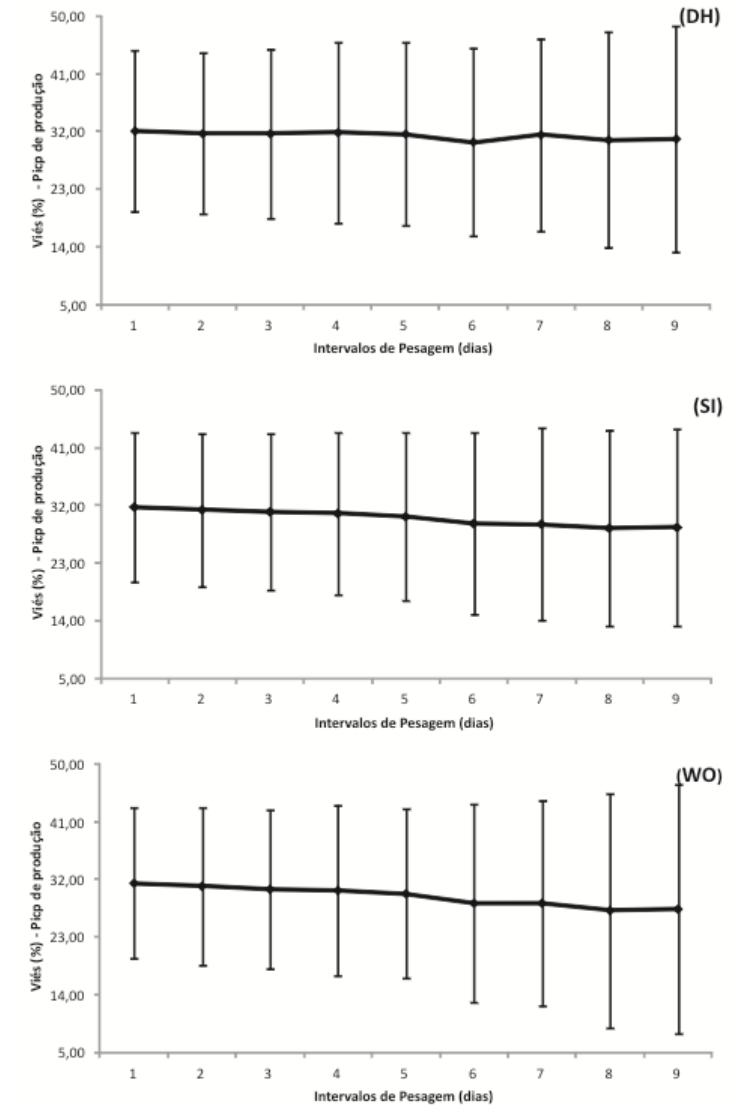 (DH)
50,00
41,00
32,00
23,00
14,00
5,00
Viés (%) - Picp de produção
1 2 3 4 5 6 7 8 9
Intervalos de Pesagem (dias)
(SI)
50,00
41,00
32,00
23,00
14,00
5,00
Viés (%) - Picp de produção
1 2 3 4 5 6 7 8 9
Intervalos de Pesagem (dias)
(WO)
50,00
41,00
32,00
23,00
14,00
5,00
Viés (%) - Picp de produção
1 2 3 4 5 6 7 8 9
Intervalos de Pesagem (dias)